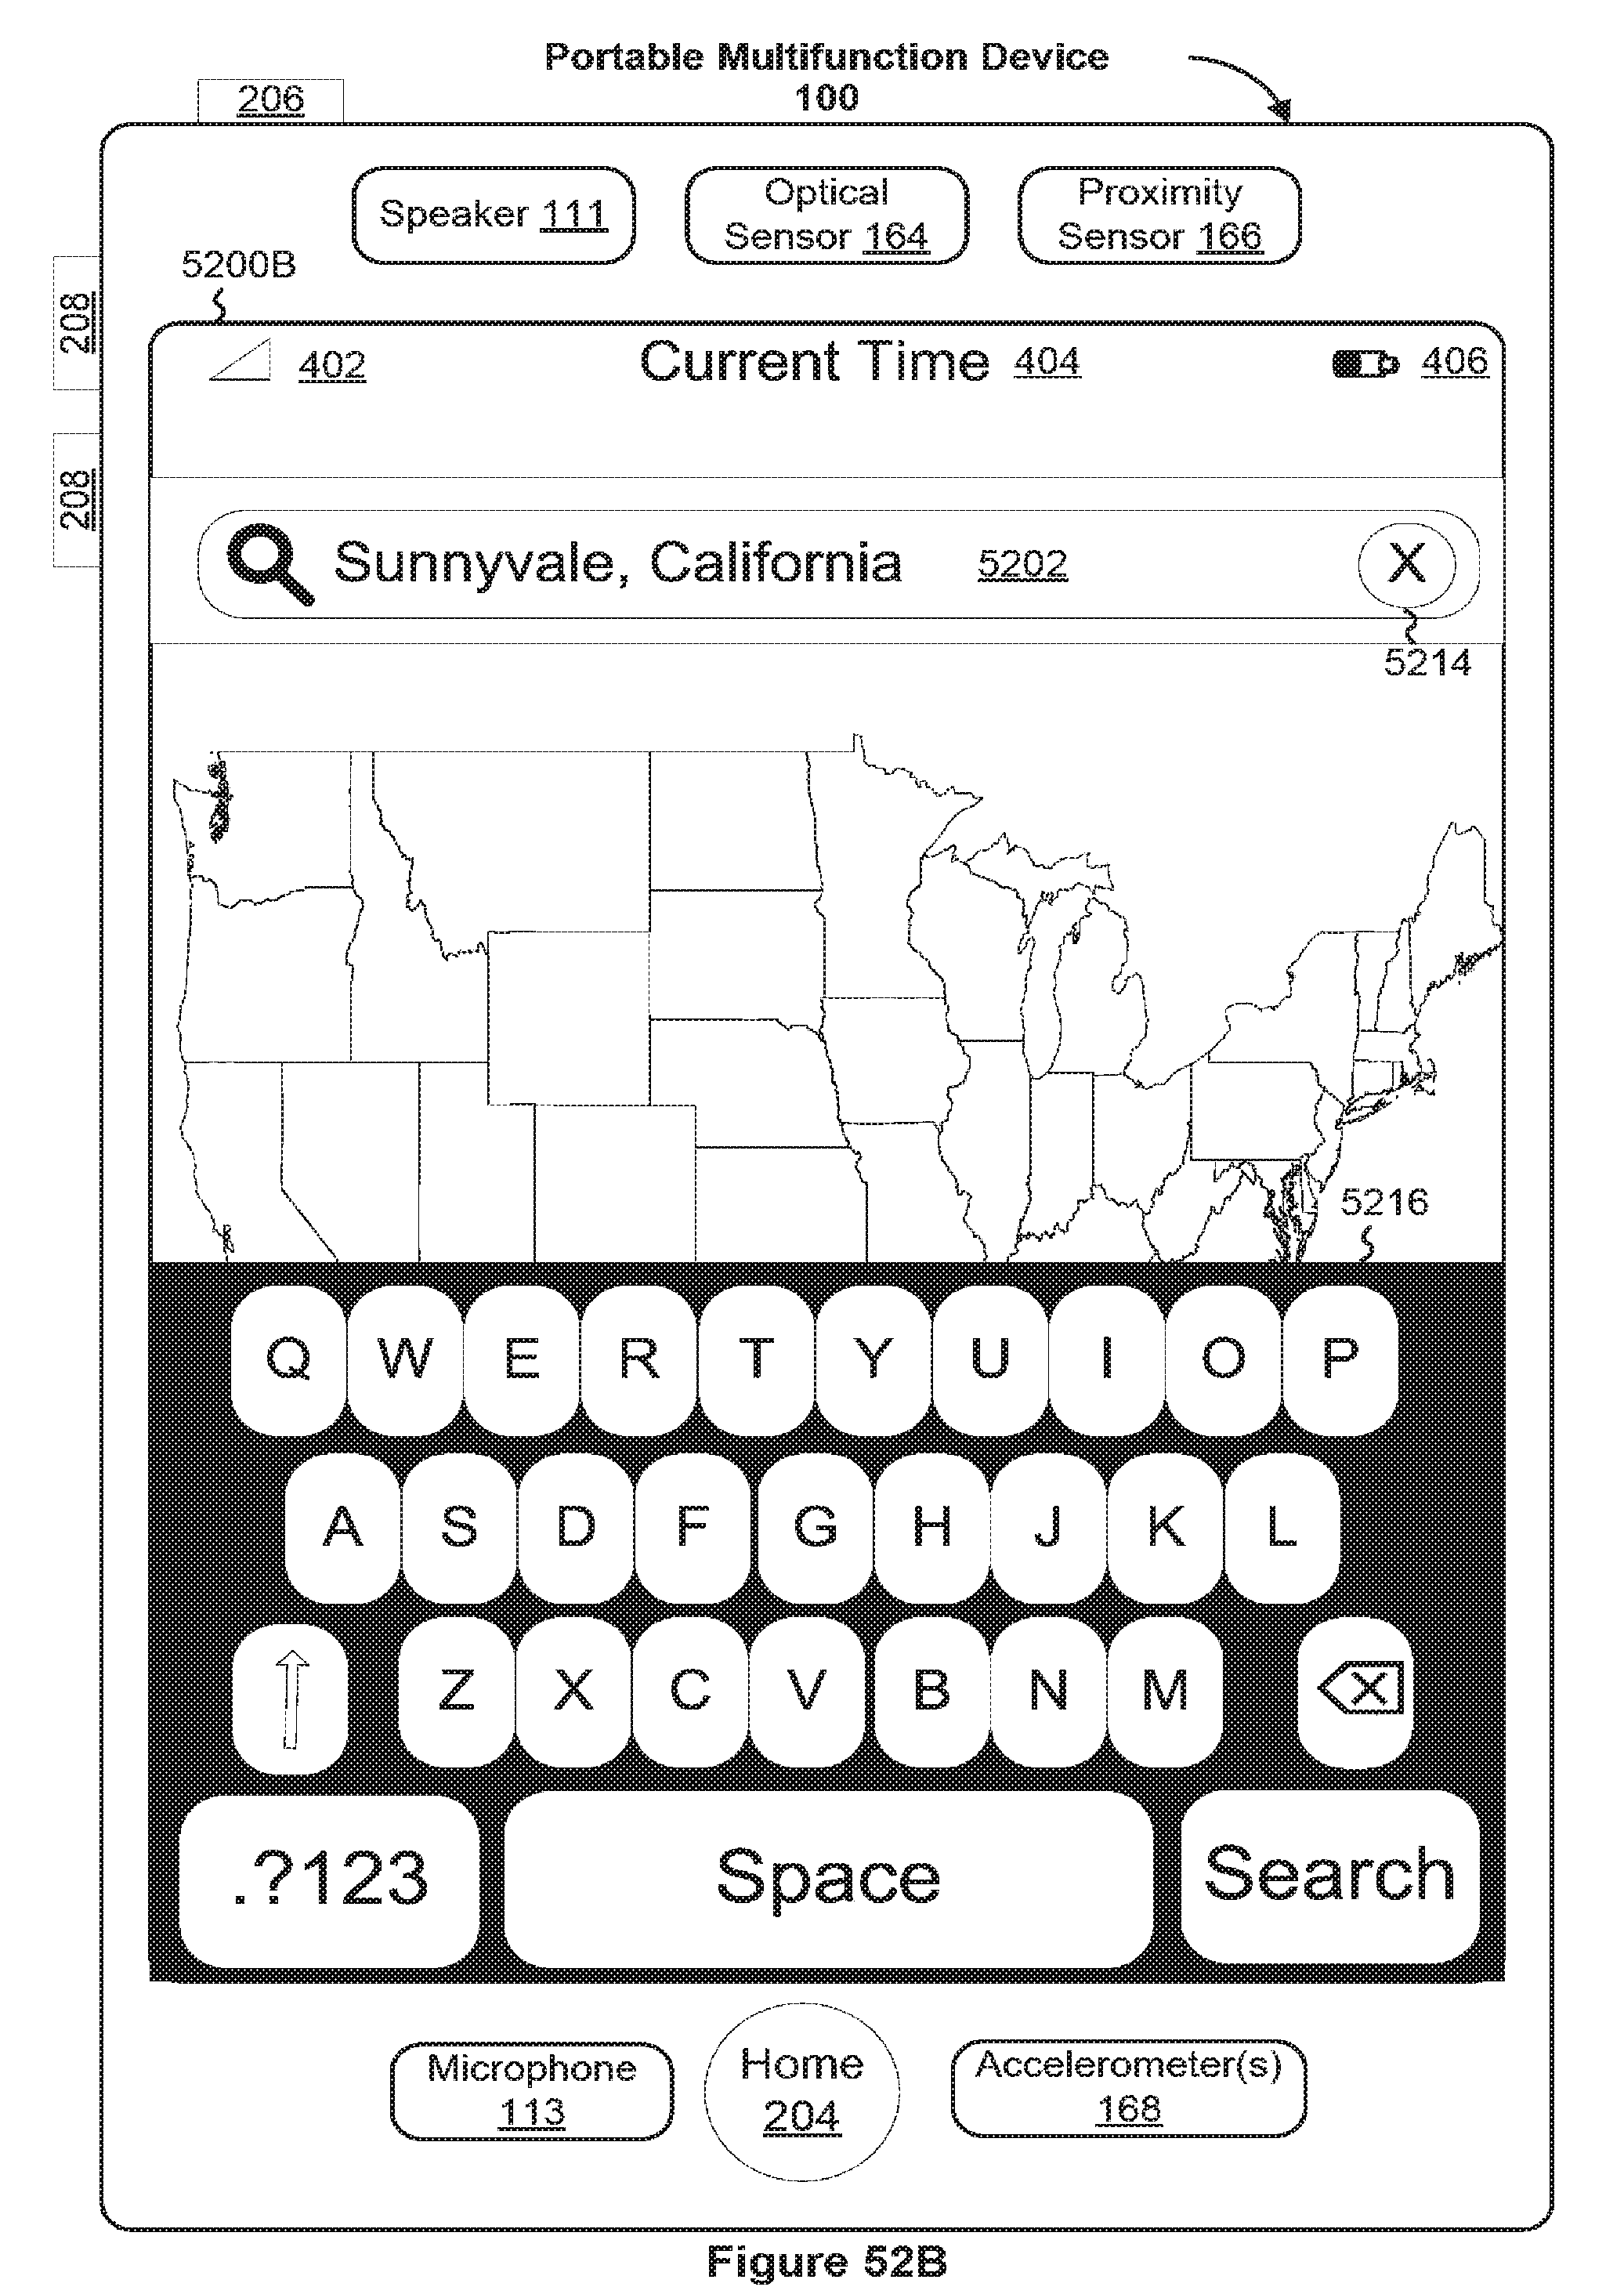 Portable Multifunction Device
100
206
Speaker 111
Optical
Sensor 164
Proximity
Sensor 166
5200B
208
208
402
Current Time 404
406
Sunnyvale, California 5202
X
5214
5216
Q W E R T Y U I O P
A S D F G H J K L
Z X C V B N M
.?123 Space Search
Microphone
113
Home
204
Accelerometer(s)
168
Figure 52B